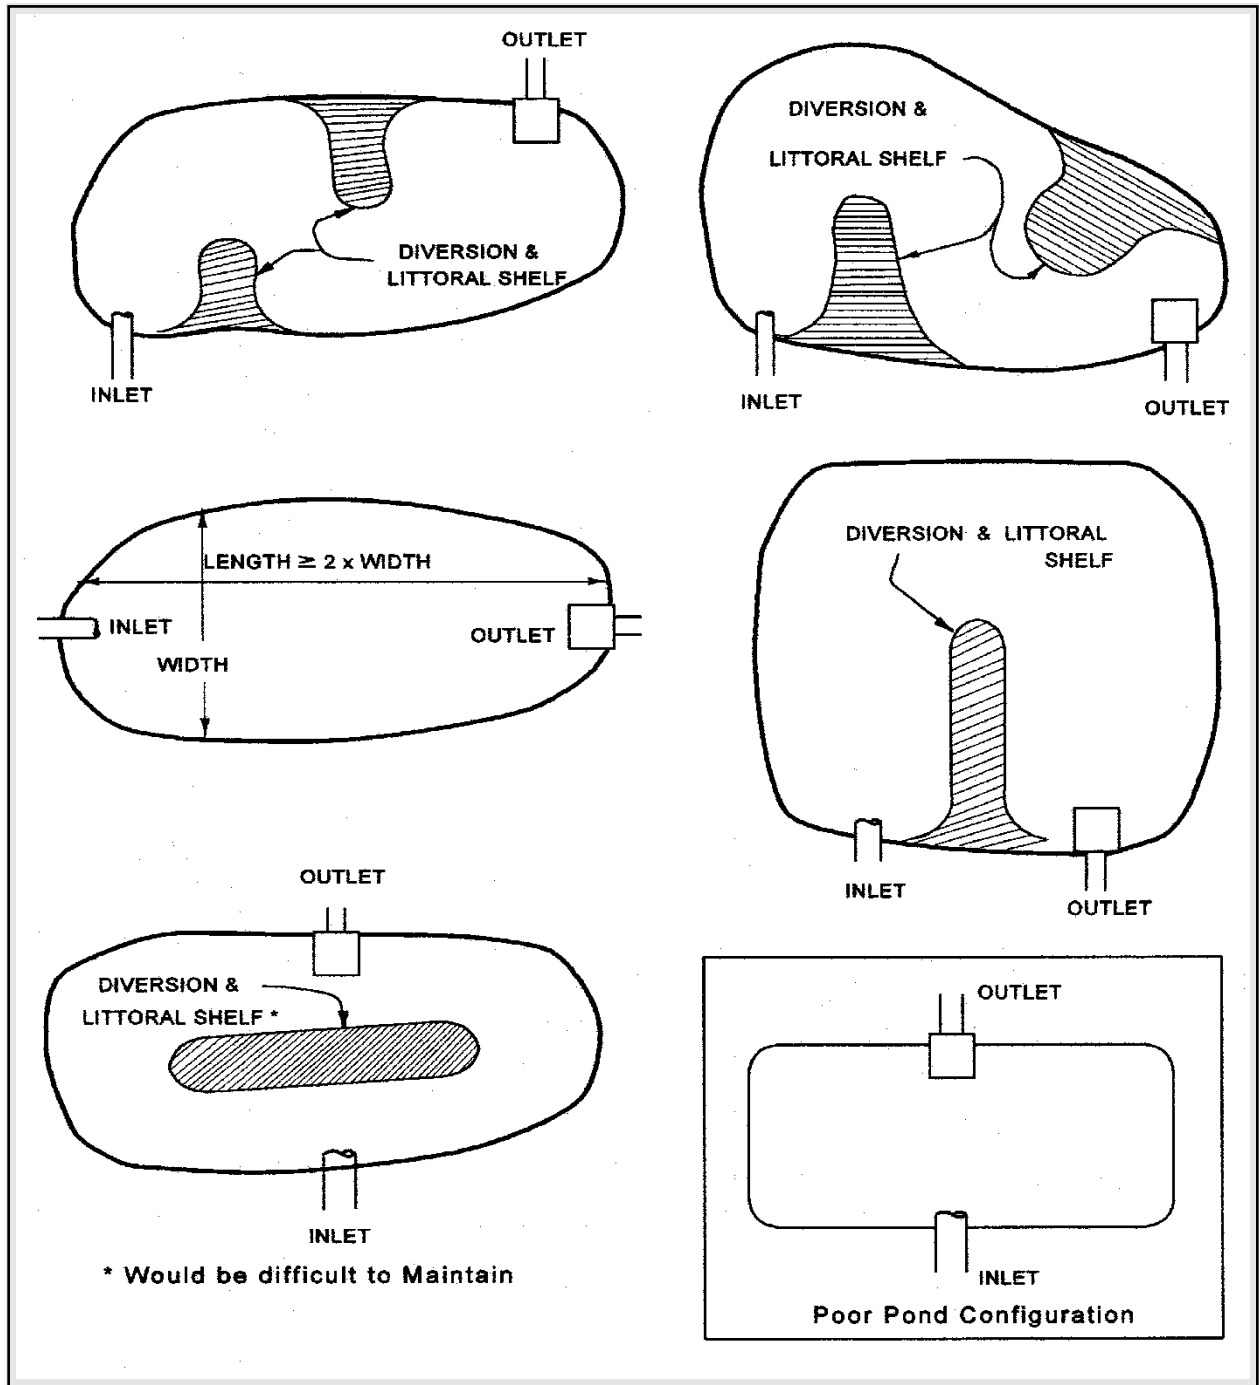 OUTLET
DIVERSION &
LITTORAL SHELF
INLET
DIVERSION &
LITTORAL SHELF
INLET
OUTLET
LENGTH ≥ 2 x WIDTH
INLET
OUTLET
WIDTH
DIVERSION & LITTORAL
SHELF
INLET
OUTLET
OUTLET
DIVERSION &
LITTORAL SHELF *
INLET
* Would be difficult to Maintain
OUTLET
INLET
Poor Pond Configuration